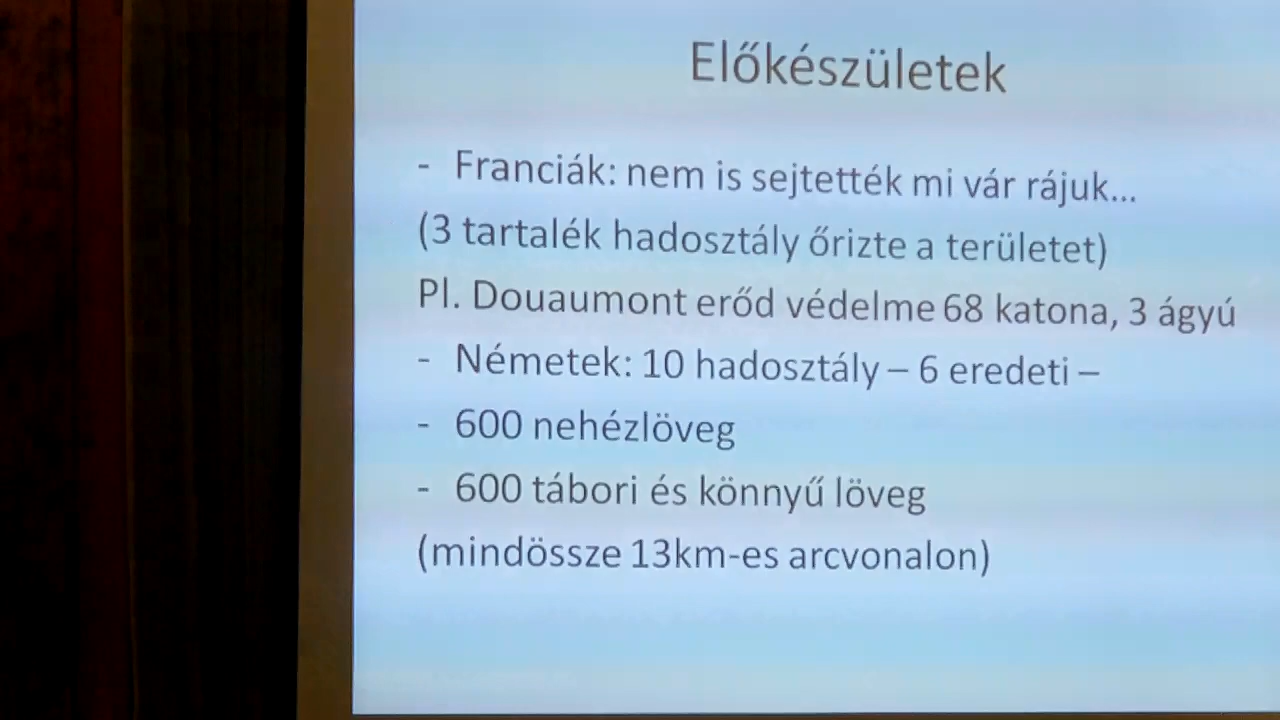 Előkészületek
- Franciák: nem is sejtették mi vár rájuk...
(3 tartalék hadosztály őrizte a területet)
Pl. Douaumont erőd védelme 68 katona, 3 ágyú
- Németek: 10 hadosztály – 6 eredeti –
- 600 nehézlöveg
- 600 tábori és könnyű löveg
(mindössze 13km-es arcvonalon)